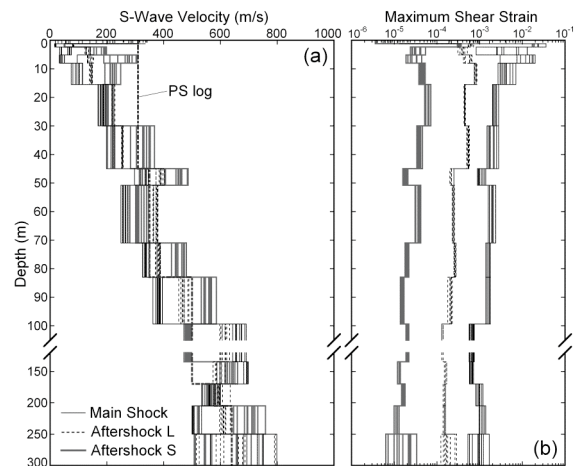 S-Wave Velocity (m/s)
0 200 400 600 800 1000
Maximum Shear Strain
10-6 10-5 10-4 10-3 10-2 10-1
(a)
(b)
PS log
Depth (m)
0
10
20
30
40
50
60
70
80
90
100
150
200
250
300
Main Shock
Aftershock L
Aftershock S